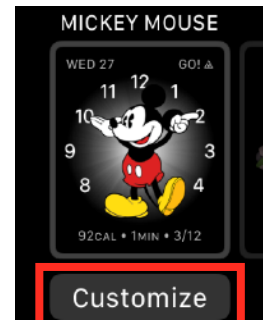 MICKEY MOUSE
WED 27 GO!
12
11 1
10 2
9 3
8 4
92CAL • 1MIN • 3/12
Customize